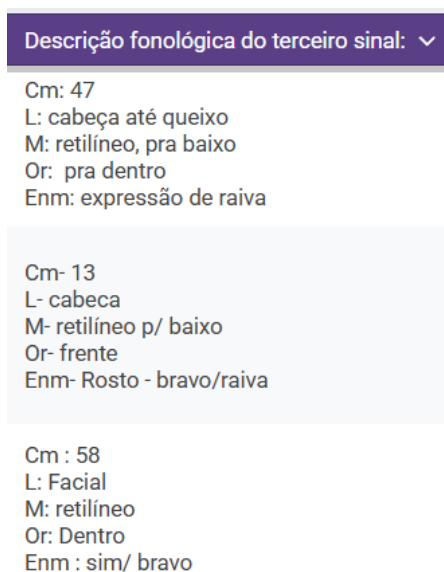 Descrição fonológica do terceiro sinal:
Cm: 47
L: cabeça até queixo
M: retilíneo, pra baixo
Or:  pra dentro
Enm: expressão de raiva
Cm- 13
L- cabeca
M- retilíneo p/ baixo
Or- frente
Enm- Rosto - bravo/raiva
Cm : 58
L: Facial
M: retilíneo
Or: Dentro
Enm : sim/ bravo